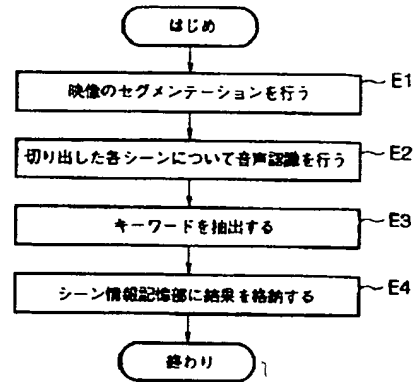 はじめ
映像のセグメンテーションを行う E1
切り出した各シーンについて音声認識を行う E2
キーワードを抽出する E3
シーン情報記憶部に結果を格納する E4
終わり